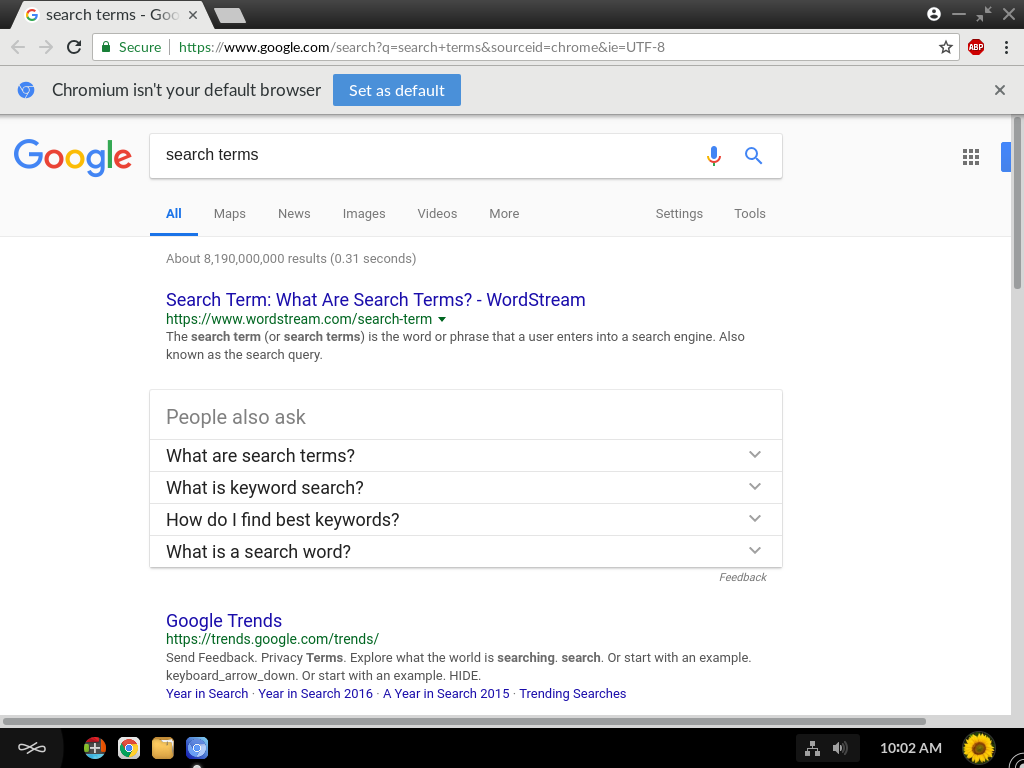 search terms - Goo
Secure https://www.google.com/search?q=search+terms&sourceid=chrome&ie=UTF-8
ABP
Chromium isn't your default browser Set as default
Google search terms
All Maps News Images Videos More Settings Tools
About 8,190,000,000 results (0.31 seconds)
Search Term: What Are Search Terms? - WordStream
https://www.wordstream.com/search-term
The search term (or search terms) is the word or phrase that a user enters into a search engine. Also
known as the search query.
People also ask
What are search terms?
What is keyword search?
How do I find best keywords?
What is a search word?
Feedback
Google Trends
https://trends.google.com/trends/
Send Feedback. Privacy Terms. Explore what the world is searching. search. Or start with an example.
keyboard_arrow_down. Or start with an example. HIDE.
Year in Search · Year in Search 2016 · A Year in Search 2015 · Trending Searches
10:02 AM